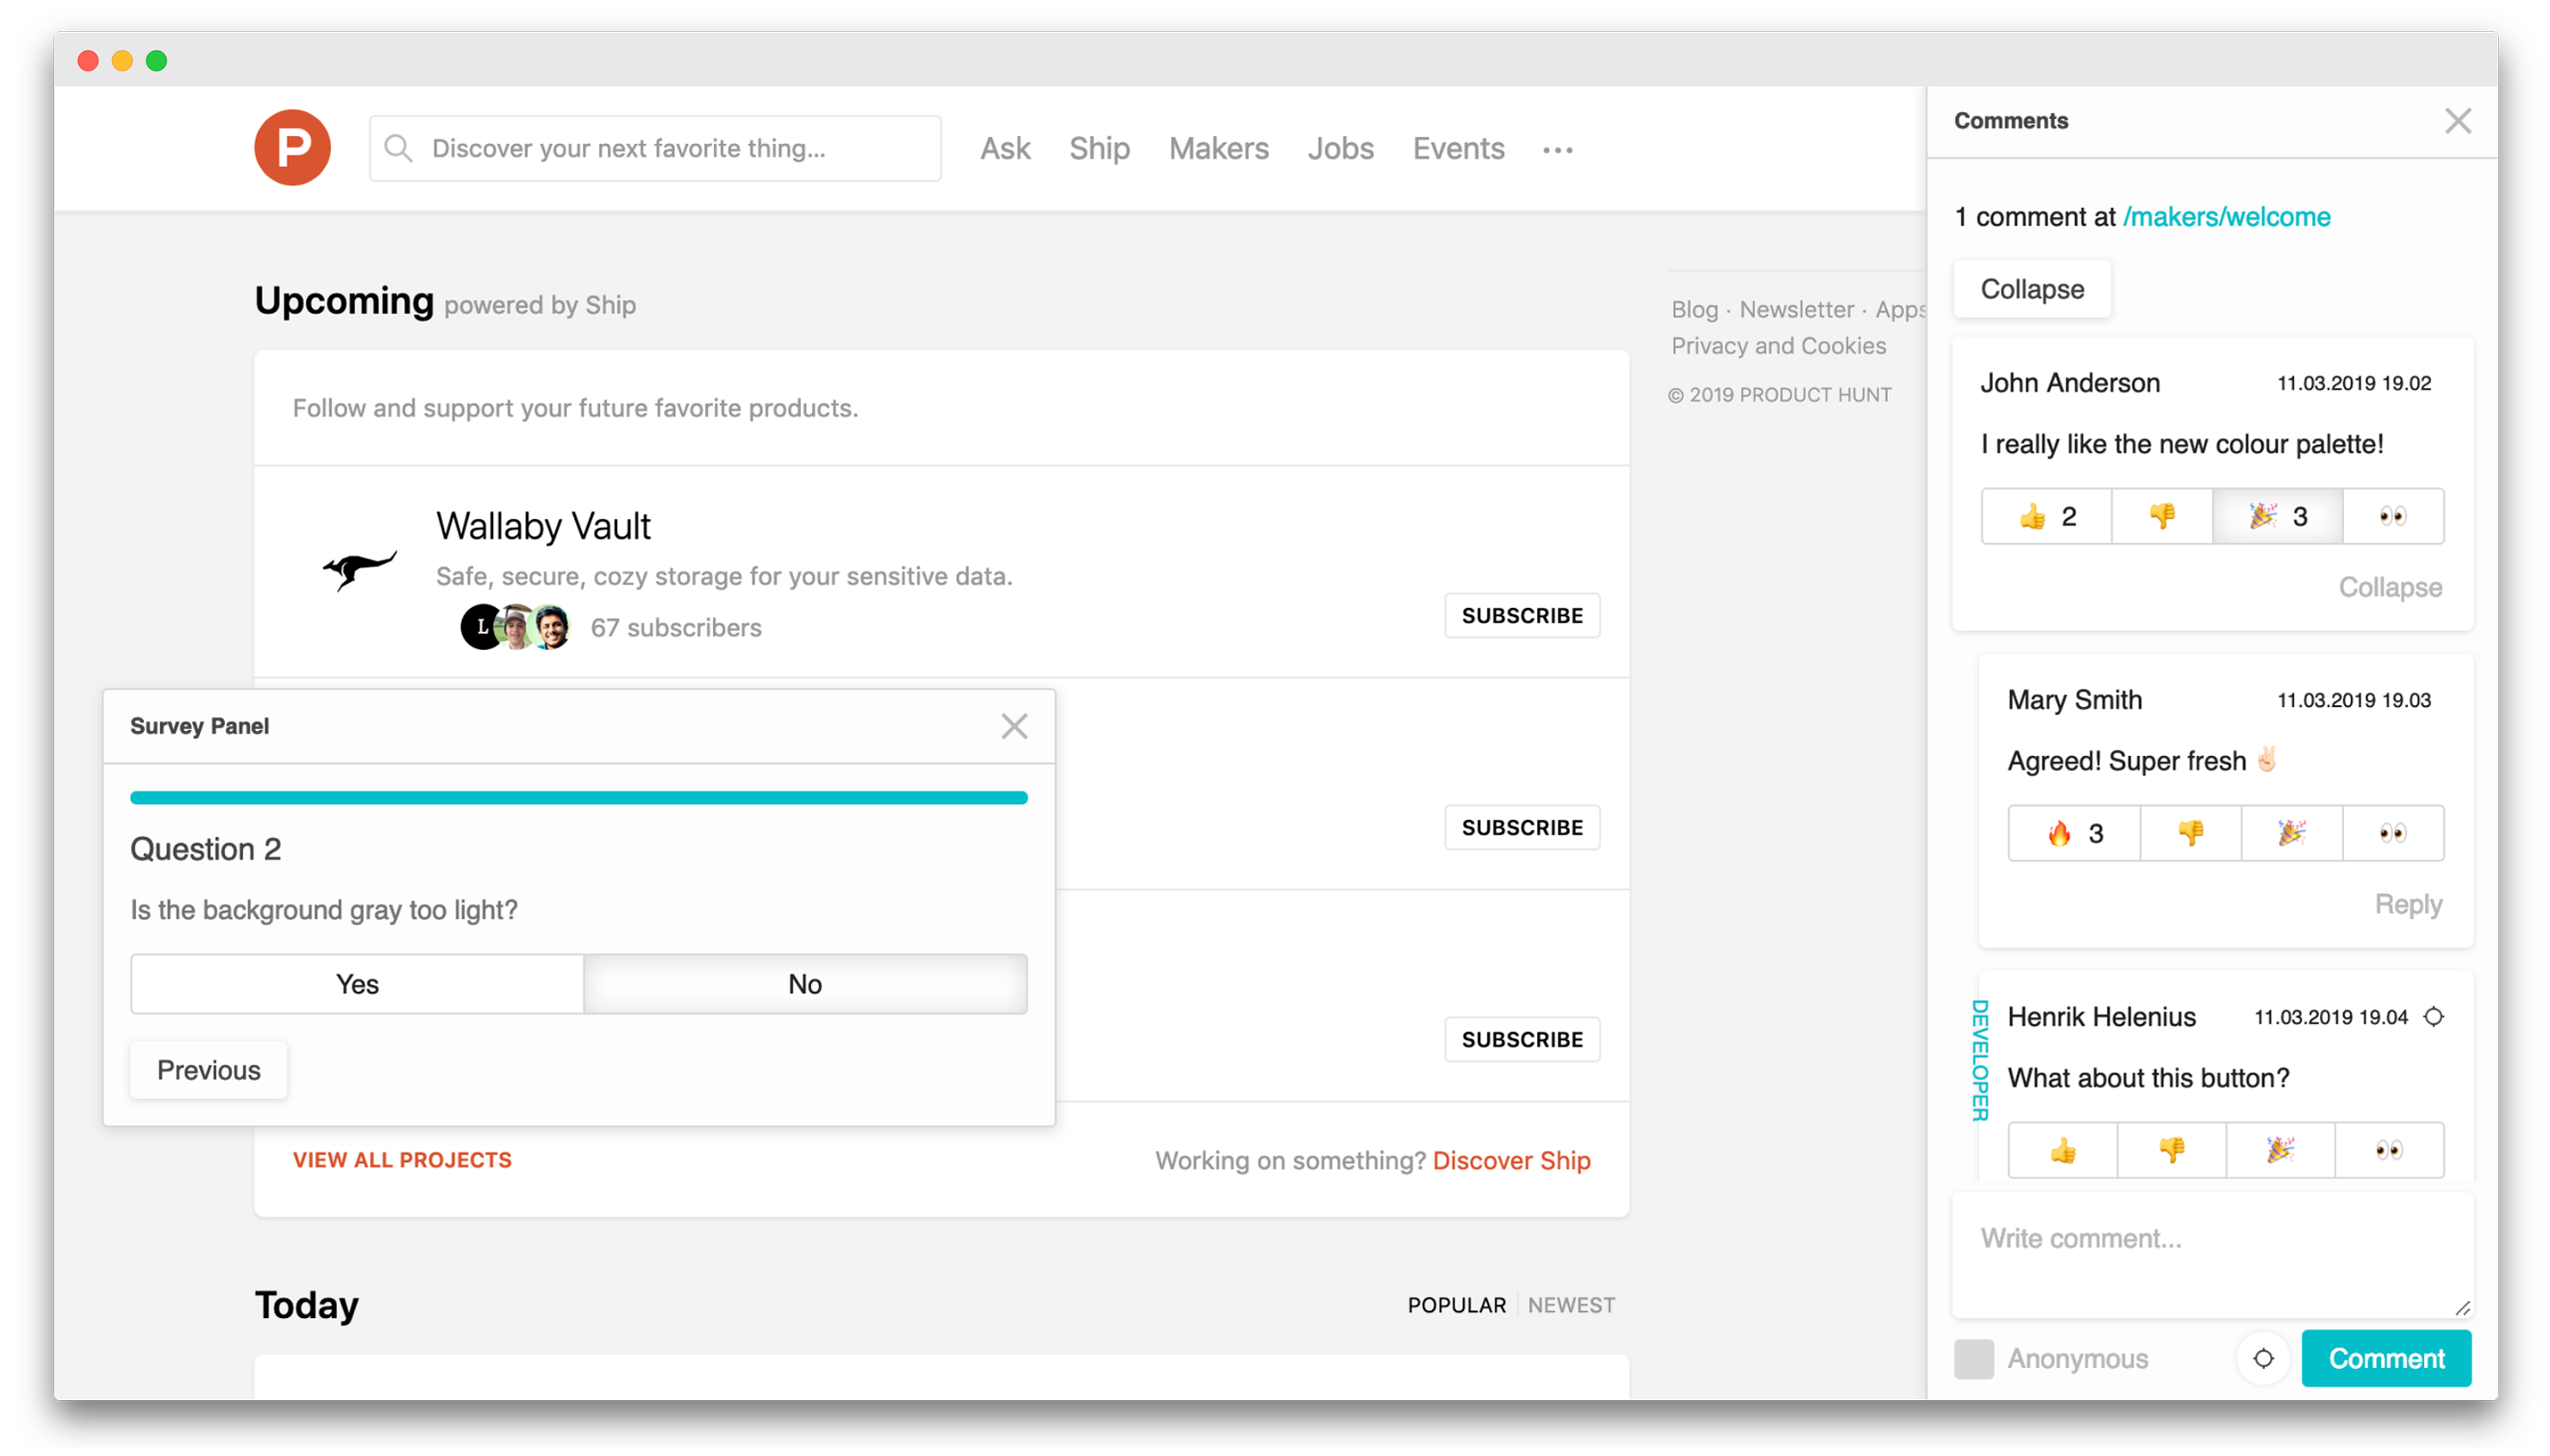 P
Discover your next favorite thing...
Ask
Ship
Makers
Jobs
Events
Upcoming powered by Ship
Follow and support your future favorite products.
Wallaby Vault
Safe, secure, cozy storage for your sensitive data.
L
67 subscribers
SUBSCRIBE
SUBSCRIBE
SUBSCRIBE
VIEW ALL PROJECTS
Working on something? Discover Ship
Today
POPULAR
NEWEST
Blog · Newsletter · Apps
Privacy and Cookies
© 2019 PRODUCT HUNT
Survey Panel
Question 2
Is the background gray too light?
Yes
No
Previous
Comments
1 comment at /makers/welcome
Collapse
John Anderson
11.03.2019 19.02
I really like the new colour palette!
👍 2
👎
🎉 3
👀
Collapse
Mary Smith
11.03.2019 19.03
Agreed! Super fresh ✌🏻
🔥 3
👎
🎉
👀
Reply
DEVELOPER
Henrik Helenius
11.03.2019 19.04
What about this button?
👍
👎
🎉
👀
Write comment...
Anonymous
Comment